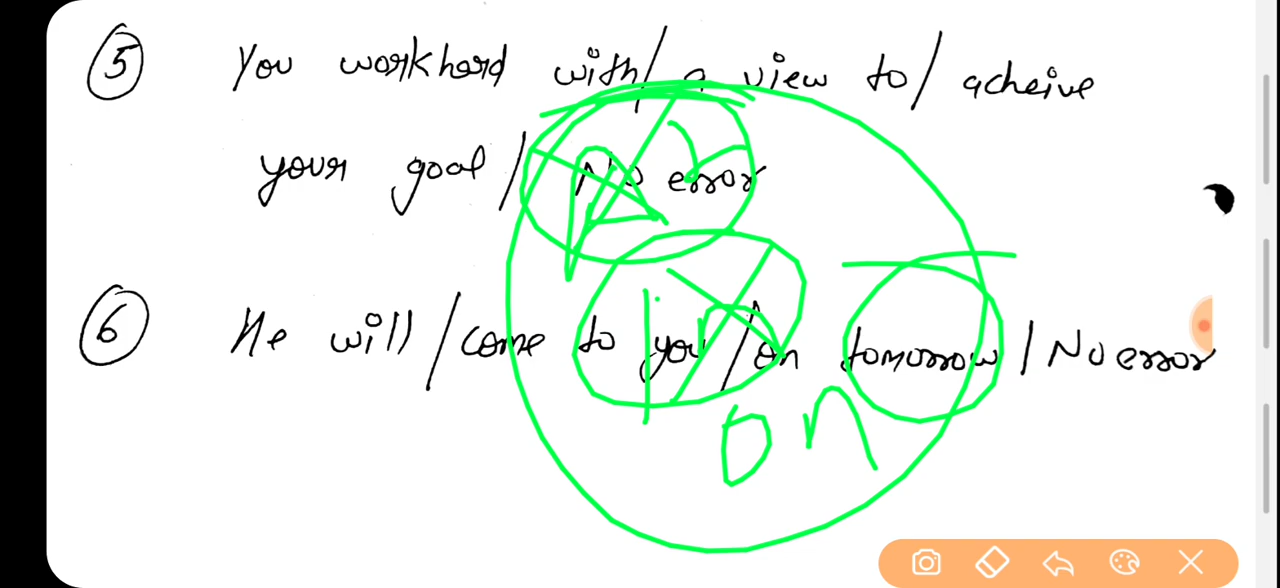 5 You workhard with/ a view to/ acheive
your goal/ No error
6 He will/come to you/on tomorrow/No error
in
on